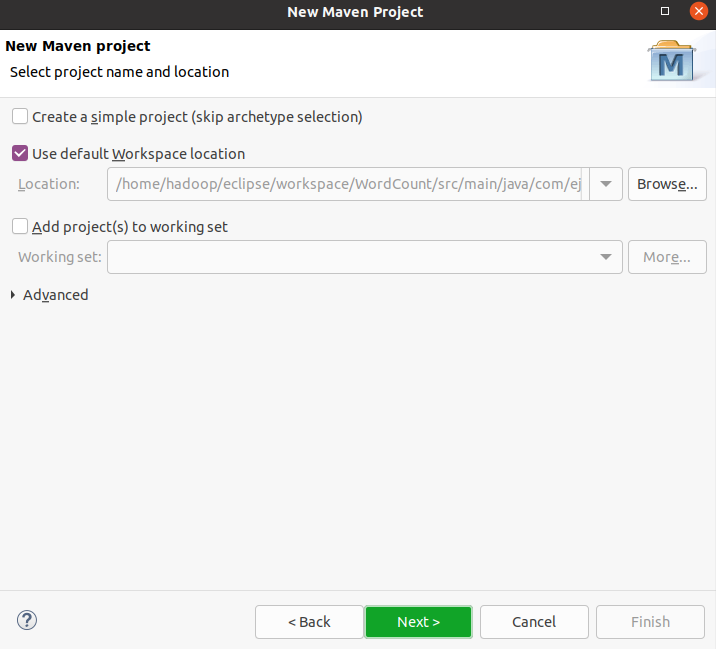 New Maven Project
New Maven project
Select project name and location
M
Create a simple project (skip archetype selection)
Use default Workspace location
Location: /home/hadoop/eclipse/workspace/WordCount/src/main/java/com/ej Browse...
Add project(s) to working set
Working set: More...
Advanced
? < Back Next > Cancel Finish